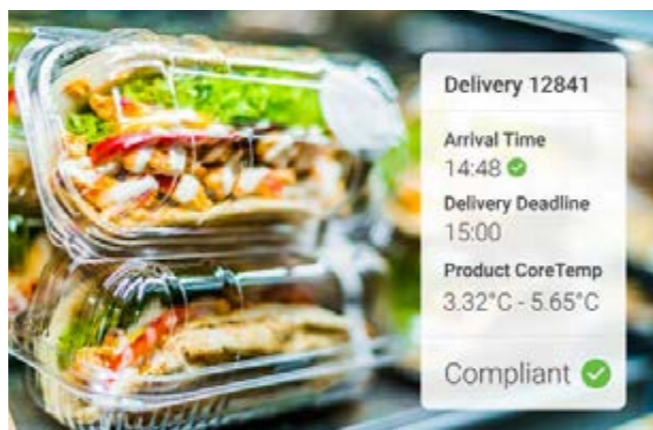 Delivery 12841
Arrival Time
14:48
Delivery Deadline
15:00
Product CoreTemp
3.32°C - 5.65°C
Compliant